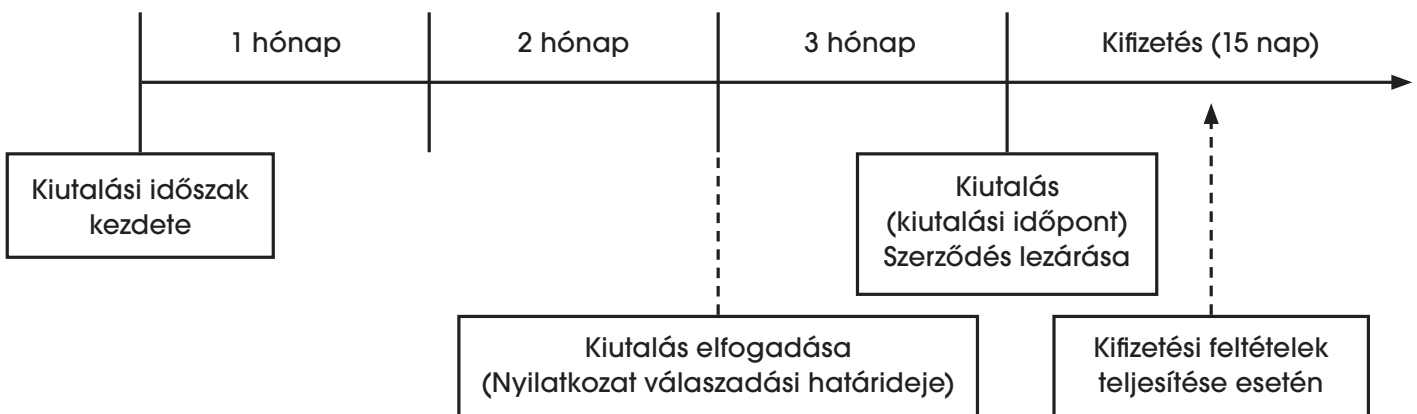 1 hónap
2 hónap
3 hónap
Kifizetés (15 nap)
Kiutalási időszak
kezdete
Kiutalás
(kiutalási időpont)
Szerződés lezárása
Kiutalás elfogadása
(Nyilatkozat válaszadási határideje)
Kifizetési feltételek
teljesítése esetén